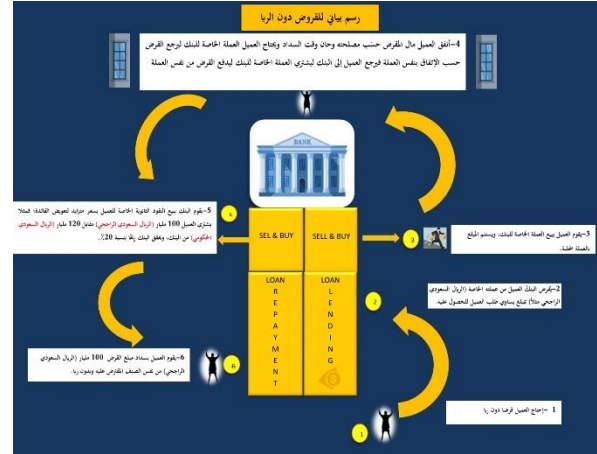 رسم بياني للقروض دون الربا
4-أنفق العميل مال المقرض حسب مصلحته وحان وقت السداد ويحتاج العميل العملة الخاصة للبنك ليرجع القرض
حسب الإتفاق بنفس العملة فيرجع العميل إلى البنك ليشتري العملة الخاصة للبنك ليدفع القرض من نفس العملة
BANK
5-يقوم البنك ببيع النقود الثانوية الخاصة للعميل بسعر متزايد لتعويض الفائدة؛ فمثلا
يشتري العميل 100 مليار (الريال السعودي الراجحي) مقابل 120 مليار (الريال السعودي
الحكومي) من البنك، ويحقق البنك ربحا بنسبة 20٪.
5
SEL & BUY
SELL & BUY
3
3-يقوم العميل ببيع العملة الخاصة للبنك، ويستلم المبلغ
بالعملة
LOAN
REPAYMENT
LOAN
LENDING
2
2-يُقرض البنك العميل من عملته الخاصة (الريال السعودي
الراجحي مثلاً) بمبلغ يساوي طلب العميل للحصول عليه.
6-يقوم العميل بسداد مبلغ القرض 100 مليار (الريال السعودي
الراجحي) من نفس الصنف المقترض عليه وبدون ربا.
6
1 -إحتاج العميل قرضا دون ربا
1